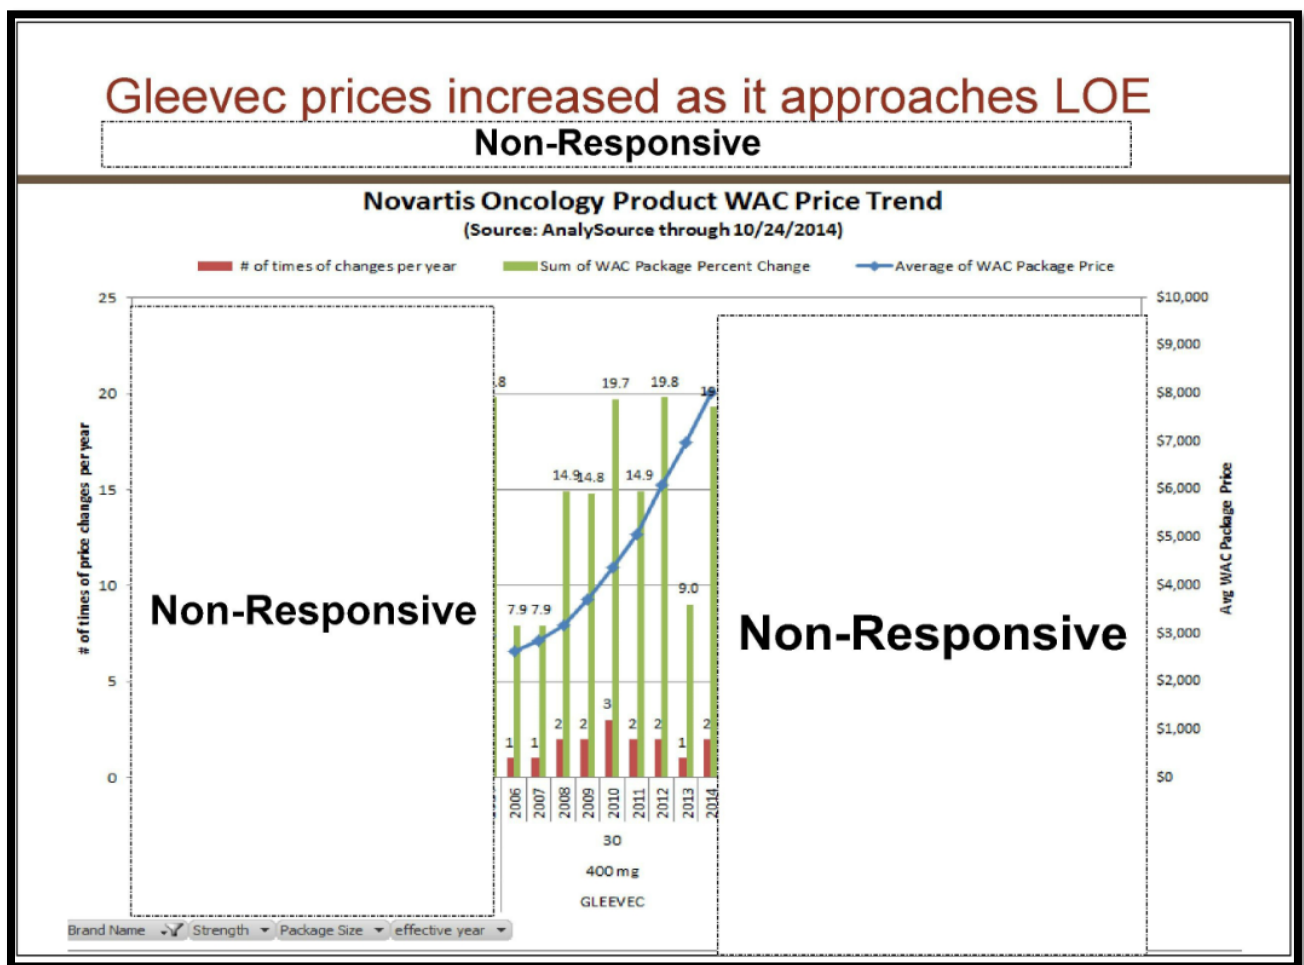 Gleevec prices increased as it approaches LOE
Non-Responsive
Novartis Oncology Product WAC Price Trend
(Source: AnalySource through 10/24/2014)
# of times of changes per year
Sum of WAC Package Percent Change
Average of WAC Package Price
# of times of price changes per year
25
20
15
10
5
0
Non-Responsive
.8
7.9
7.9
14.9
14.8
19.7
14.9
19.8
9.0
1
1
2
2
3
2
2
1
2
2006
2007
2008
2009
2010
2011
2012
2013
2014
30
400 mg
GLEEVEC
Non-Responsive
$10,000
$9,000
$8,000
$7,000
$6,000
$5,000
$4,000
$3,000
$2,000
$1,000
$0
Avg WAC Package Price
Brand Name
Strength
Package Size
effective year